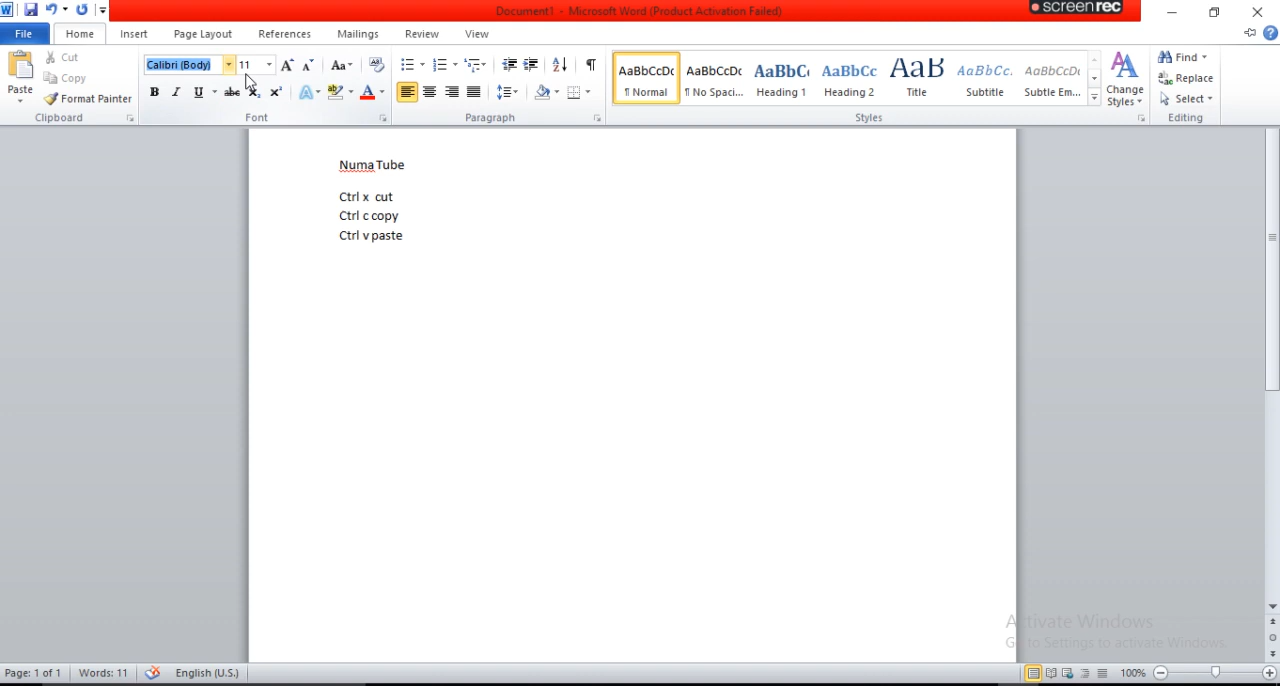 Document1 - Microsoft Word (Product Activation Failed)
screenrec
File Home Insert Page Layout References Mailings Review View
Cut
Copy
Format Painter
Paste
Clipboard
Calibri (Body) 11
Font
Paragraph
AaBbCcDc AaBbCcDc AaBbC AaBbCc AaB AaBbCc. AaBbCcDc
¶ Normal ¶ No Spaci... Heading 1 Heading 2 Title Subtitle Subtle Em...
Change Styles
Styles
Find
Replace
Select
Editing
Numa Tube
Ctrl x cut
Ctrl c copy
Ctrl v paste
Activate Windows
Go to Settings to activate Windows.
Page: 1 of 1 Words: 11 English (U.S.) 100%